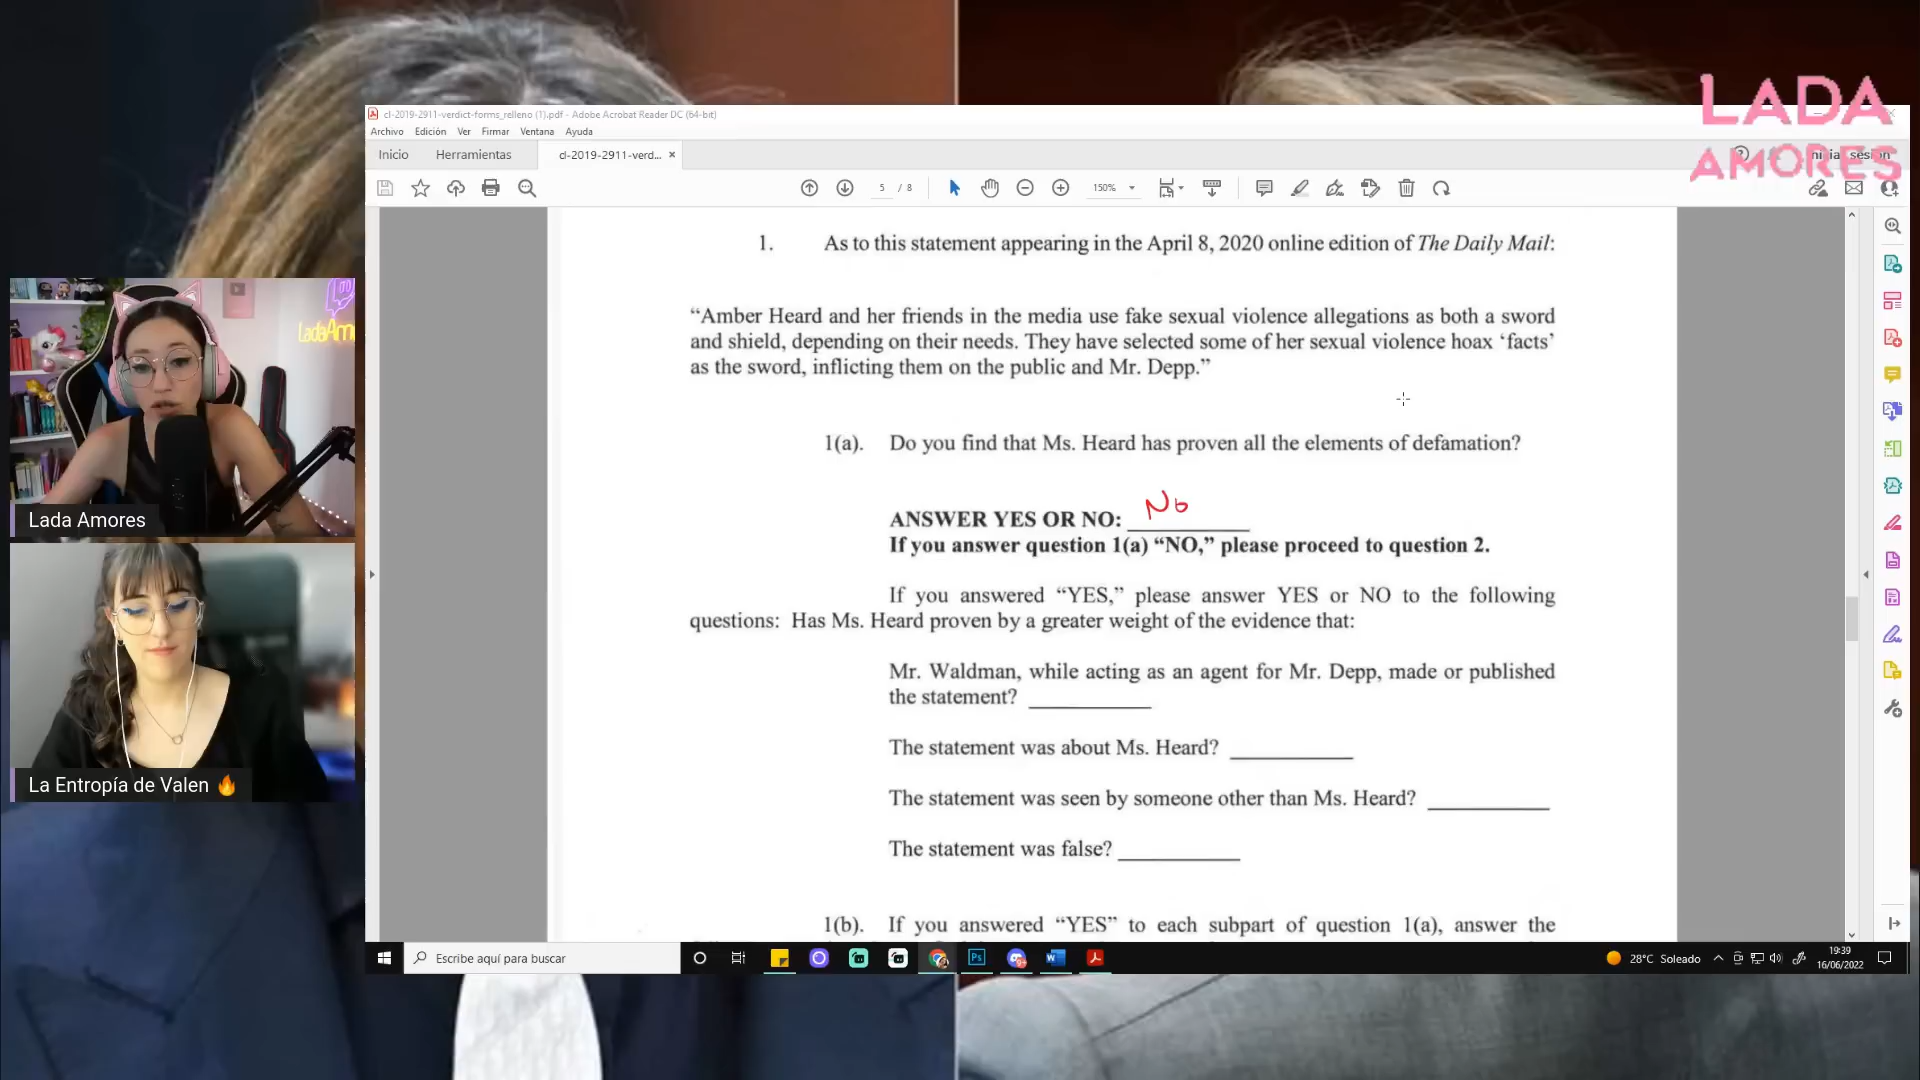 LADA
AMORES
cl-2019-2911-verdict-forms_relleno (1).pdf - Adobe Acrobat Reader DC (64-bit)
Archivo Edición Ver Firmar Ventana Ayuda
Inicio Herramientas cl-2019-2911-verd... ×
5 / 8 150%
1. As to this statement appearing in the April 8, 2020 online edition of The Daily Mail:
“Amber Heard and her friends in the media use fake sexual violence allegations as both a sword
and shield, depending on their needs. They have selected some of her sexual violence hoax ‘facts’
as the sword, inflicting them on the public and Mr. Depp.”
1(a). Do you find that Ms. Heard has proven all the elements of defamation?
No
ANSWER YES OR NO:
If you answer question 1(a) “NO,” please proceed to question 2.
If you answered “YES,” please answer YES or NO to the following
questions: Has Ms. Heard proven by a greater weight of the evidence that:
Mr. Waldman, while acting as an agent for Mr. Depp, made or published
the statement?
The statement was about Ms. Heard?
The statement was seen by someone other than Ms. Heard?
The statement was false?
1(b). If you answered “YES” to each subpart of question 1(a), answer the
Lada Amores
La Entropía de Valen 🔥
Escribe aquí para buscar
Ps
28°C Soleado
19:39
16/06/2022